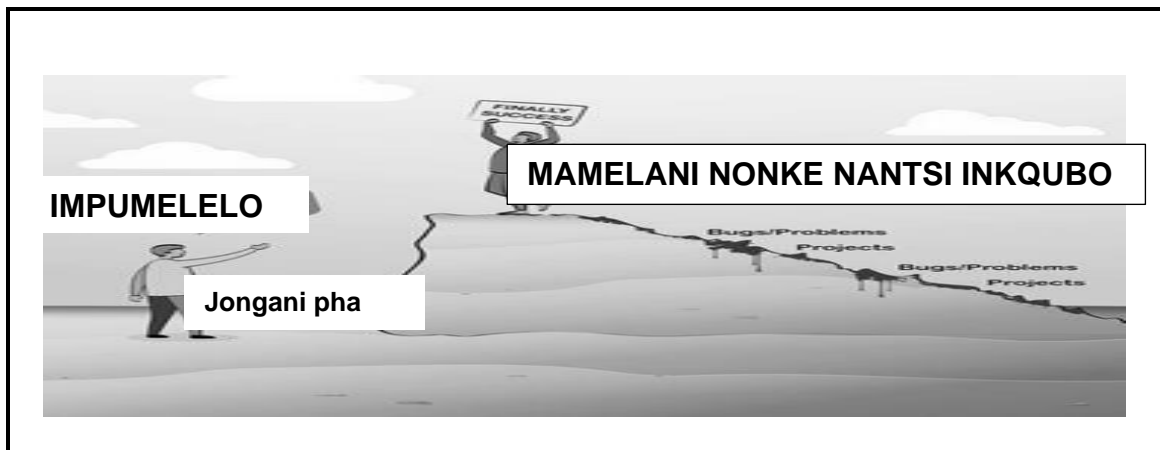 FINALLY
SUCCESS
MAMELANI NONKE NANTSI INKQUBO
IMPUMELELO
Jongani pha
Bugs/Problems
Projects
Bugs/Problems
Projects